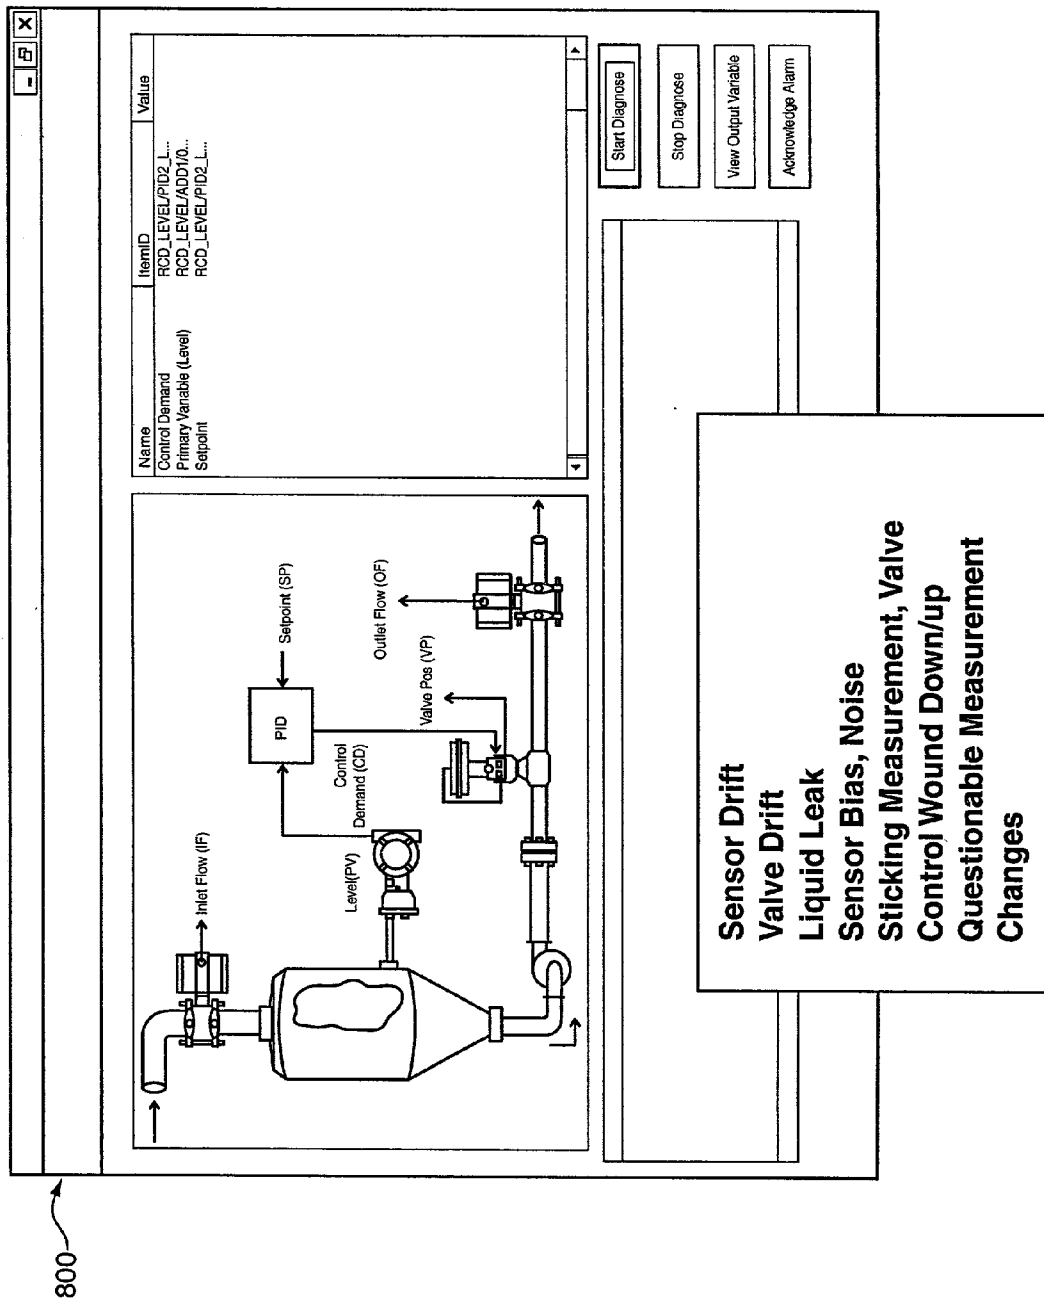 800
Inlet Flow (IF)
Level(PV)
Control
Demand (CD)
PID
Setpoint (SP)
Valve Pos (VP)
Outlet Flow (OF)
Name ItemID Value
Control Demand RCD_LEVEL/PID2_L...
Primary Variable (Level) RCD_LEVEL/ADD1/0...
Setpoint RCD_LEVEL/PID2_L...
Start Diagnose
Stop Diagnose
View Output Variable
Acknowledge Alarm
Sensor Drift
Valve Drift
Liquid Leak
Sensor Bias, Noise
Sticking Measurement, Valve
Control Wound Down/up
Questionable Measurement
Changes